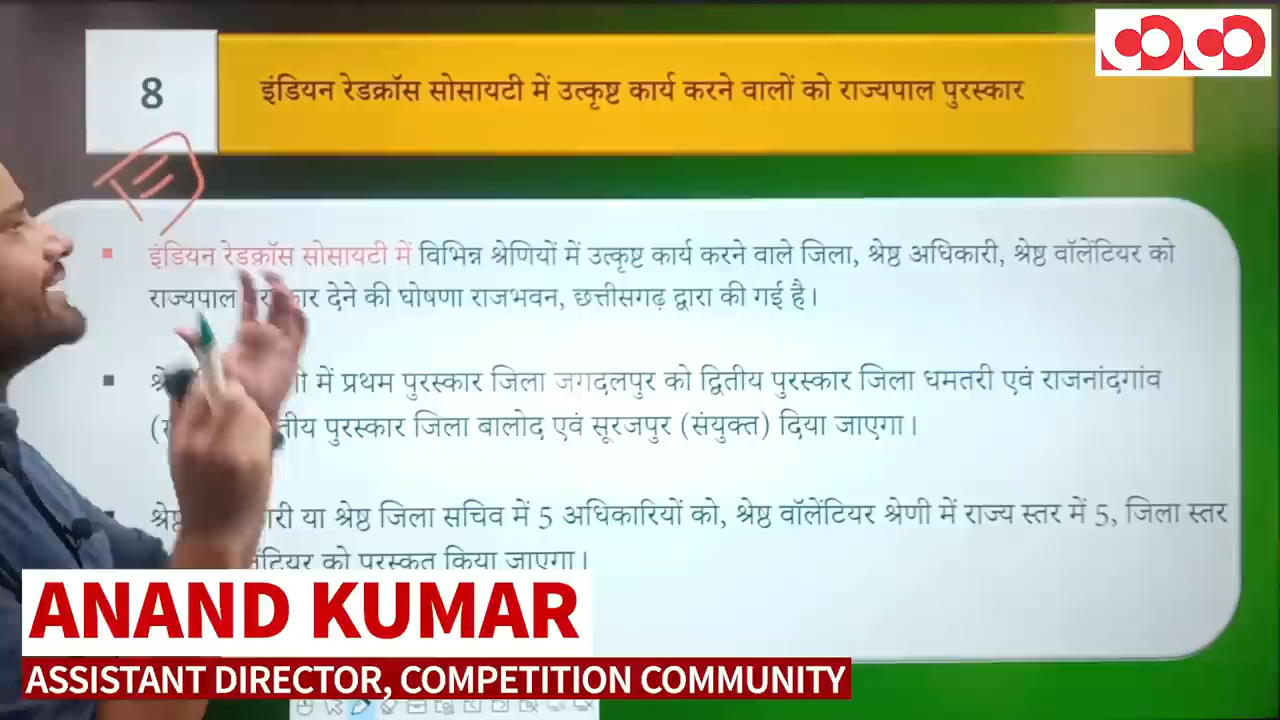 8
इंडियन रेडक्रॉस सोसायटी में उत्कृष्ट कार्य करने वालों को राज्यपाल पुरस्कार
इंडियन रेडक्रॉस सोसायटी में विभिन्न श्रेणियों में उत्कृष्ट कार्य करने वाले जिला, श्रेष्ठ अधिकारी, श्रेष्ठ वॉलेंटियर को
राज्यपाल देने की घोषणा राजभवन, छत्तीसगढ़ द्वारा की गई है।
में प्रथम पुरस्कार जिला जगदलपुर को द्वितीय पुरस्कार जिला धमतरी एवं राजनांदगांव
पुरस्कार जिला बालोद एवं सूरजपुर (संयुक्त) दिया जाएगा।
या श्रेष्ठ जिला सचिव में 5 अधिकारियों को, श्रेष्ठ वॉलेंटियर श्रेणी में राज्य स्तर में 5, जिला स्तर
को पुरस्कृत किया जाएगा।
ANAND KUMAR
ASSISTANT DIRECTOR, COMPETITION COMMUNITY